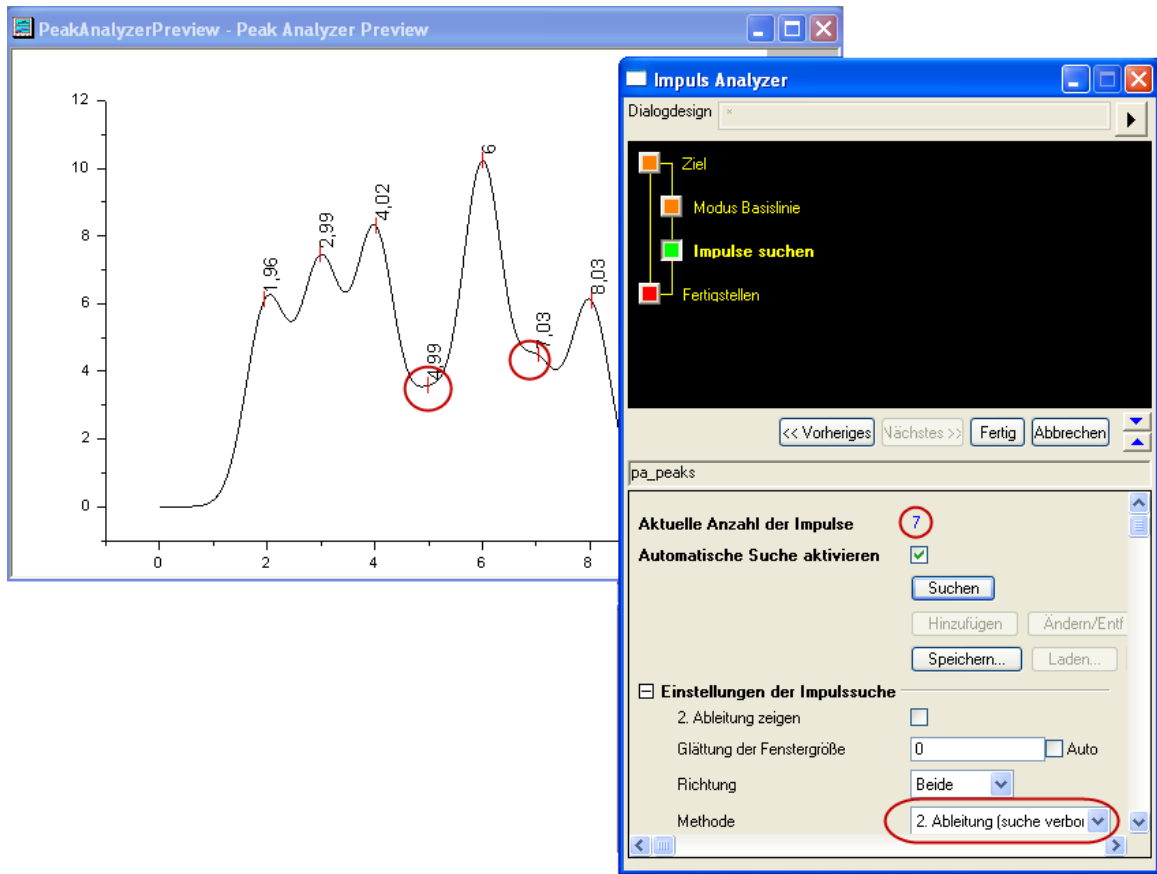 PeakAnalyzerPreview - Peak Analyzer Preview
12
10
8
6
4
2
0
0
2
4
6
8
1,96
2,99
4,02
4,99
6
7,03
8,03
Impuls Analyzer
Dialogdesign *
Ziel
Modus Basislinie
Impulse suchen
Fertigstellen
<< Vorheriges Nächstes >> Fertig Abbrechen
pa_peaks
Aktuelle Anzahl der Impulse 7
Automatische Suche aktivieren
Suchen
Hinzufügen Ändern/Entf
Speichern... Laden...
Einstellungen der Impulssuche
2. Ableitung zeigen
Glättung der Fenstergröße 0 Auto
Richtung Beide
Methode 2. Ableitung (suche verbor